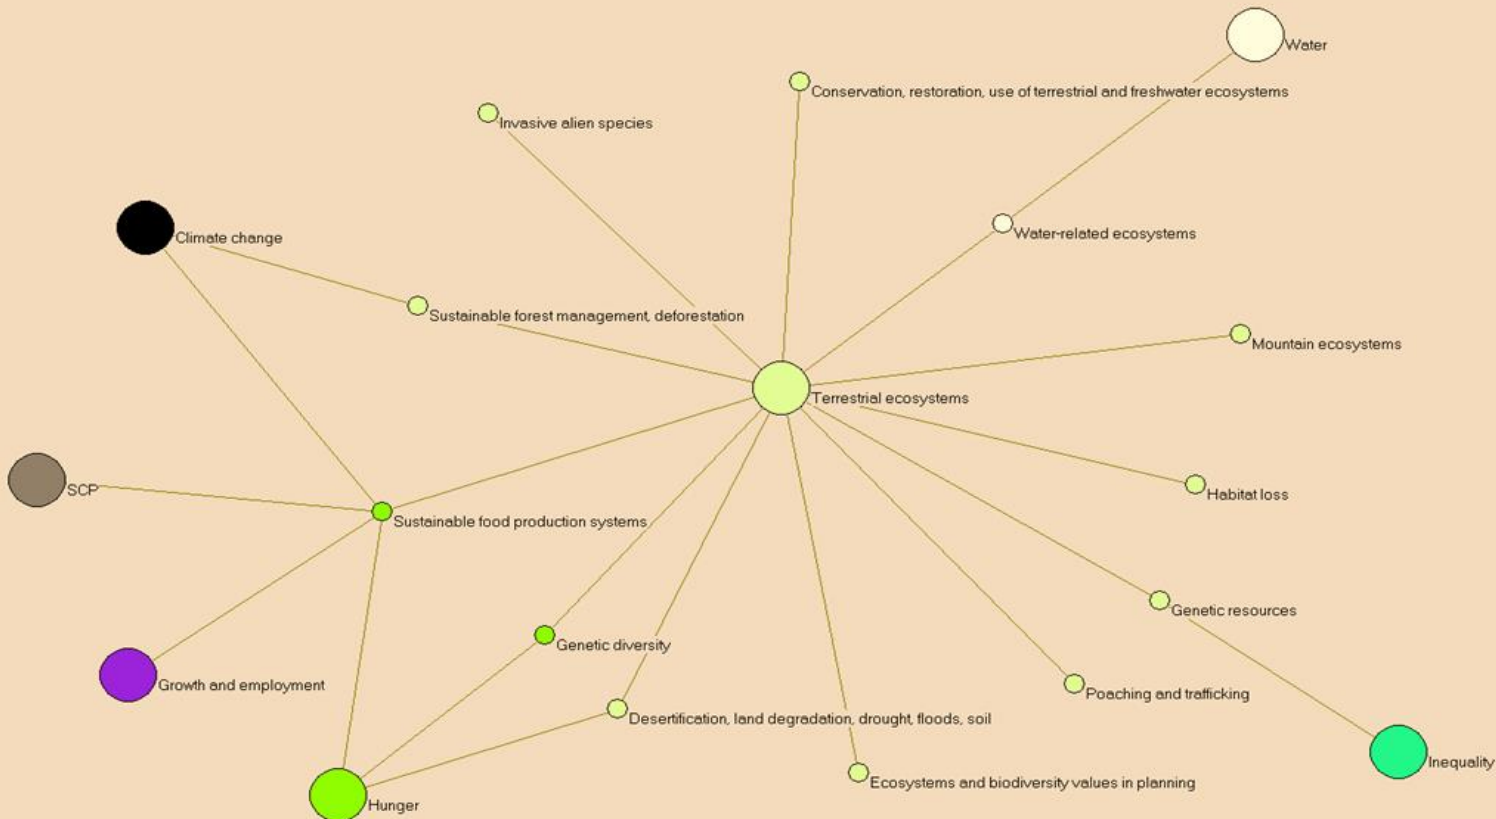 Water
Conservation, restoration, use of terrestrial and freshwater ecosystems
Invasive alien species
Water-related ecosystems
Climate change
Sustainable forest management, deforestation
Mountain ecosystems
Terrestrial ecosystems
SCP
Habitat loss
Sustainable food production systems
Genetic resources
Genetic diversity
Growth and employment
Poaching and trafficking
Desertification, land degradation, drought, floods, soil
Inequality
Ecosystems and biodiversity values in planning
Hunger